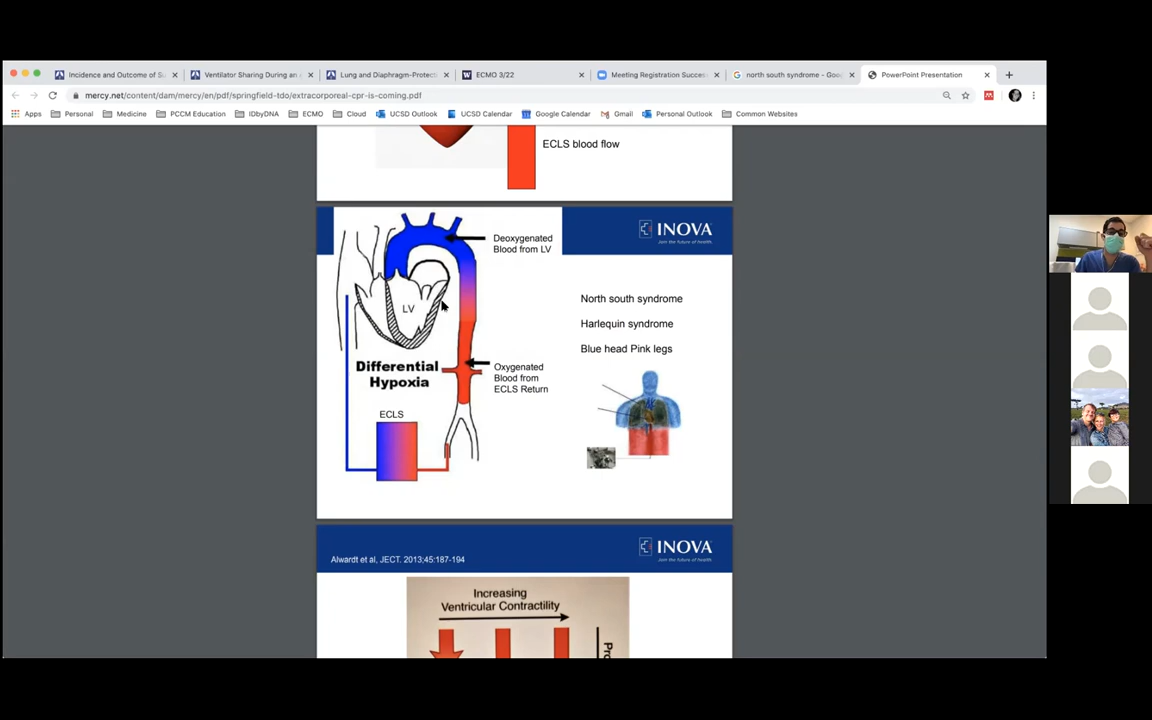 Incidence and Outcome of Su
Ventilator Sharing During an
Lung and Diaphragm-Protect
ECMO 3/22
Meeting Registration Success
north south syndrome - Goog
PowerPoint Presentation
mercy.net/content/dam/mercy/en/pdf/springfield-tdo/extracorporeal-cpr-is-coming.pdf
Apps
Personal
Medicine
PCCM Education
IDbyDNA
ECMO
Cloud
UCSD Outlook
UCSD Calendar
Google Calendar
Gmail
Personal Outlook
Common Websites
ECLS blood flow
Deoxygenated
Blood from LV
INOVA
Join the future of health.
LV
North south syndrome
Harlequin syndrome
Blue head Pink legs
Differential
Hypoxia
Oxygenated
Blood from
ECLS Return
ECLS
Alwardt et al, JECT. 2013;45:187-194
INOVA
Join the future of health.
Increasing
Ventricular Contractility
Pro